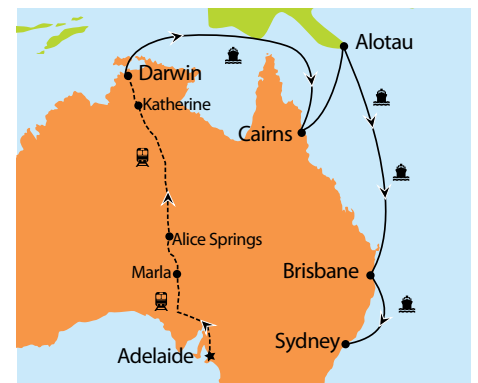 Alotau
Darwin
Katherine
Cairns
Alice Springs
Marla
Brisbane
Sydney
Adelaide